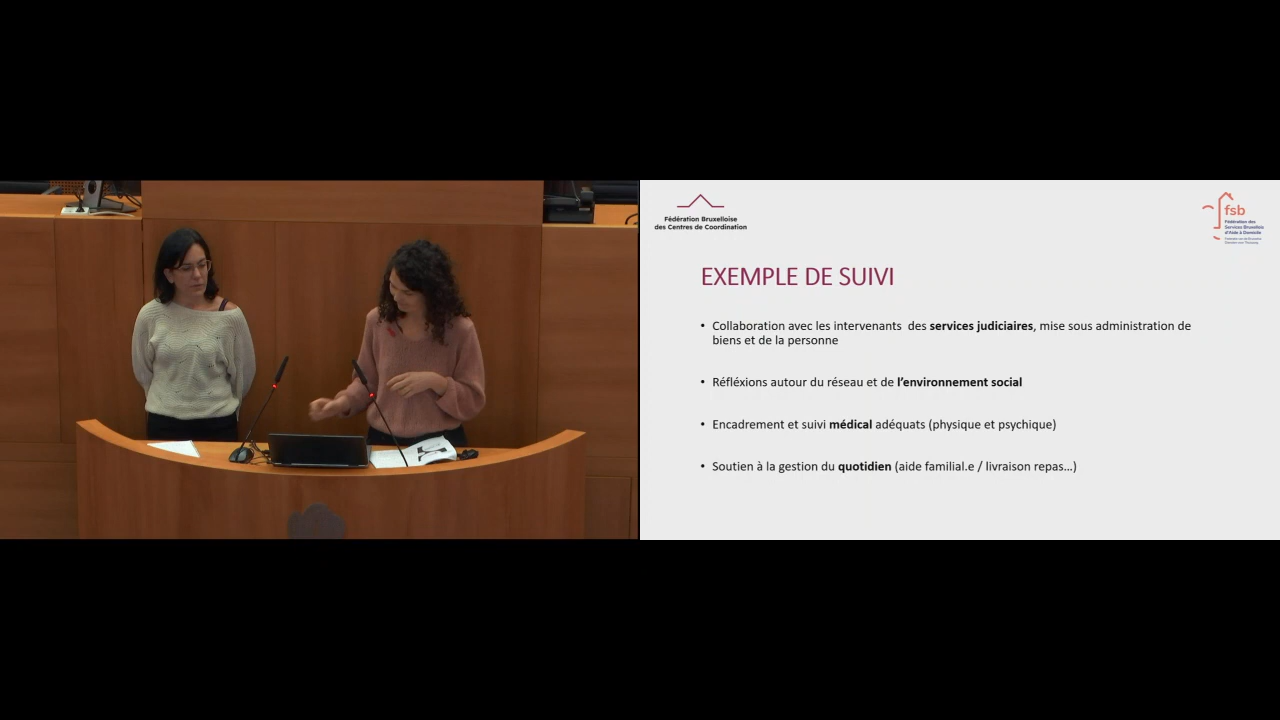 Fédération Bruxelloise
des Centres de Coordination
fsb
Fédération des
Services Bruxellois
d'Aide à Domicile
EXEMPLE DE SUIVI
• Collaboration avec les intervenants des services judiciaires, mise sous administration de
biens et de la personne
• Réfléxions autour du réseau et de l'environnement social
• Encadrement et suivi médical adéquats (physique et psychique)
• Soutien à la gestion du quotidien (aide familial.e / livraison repas...)